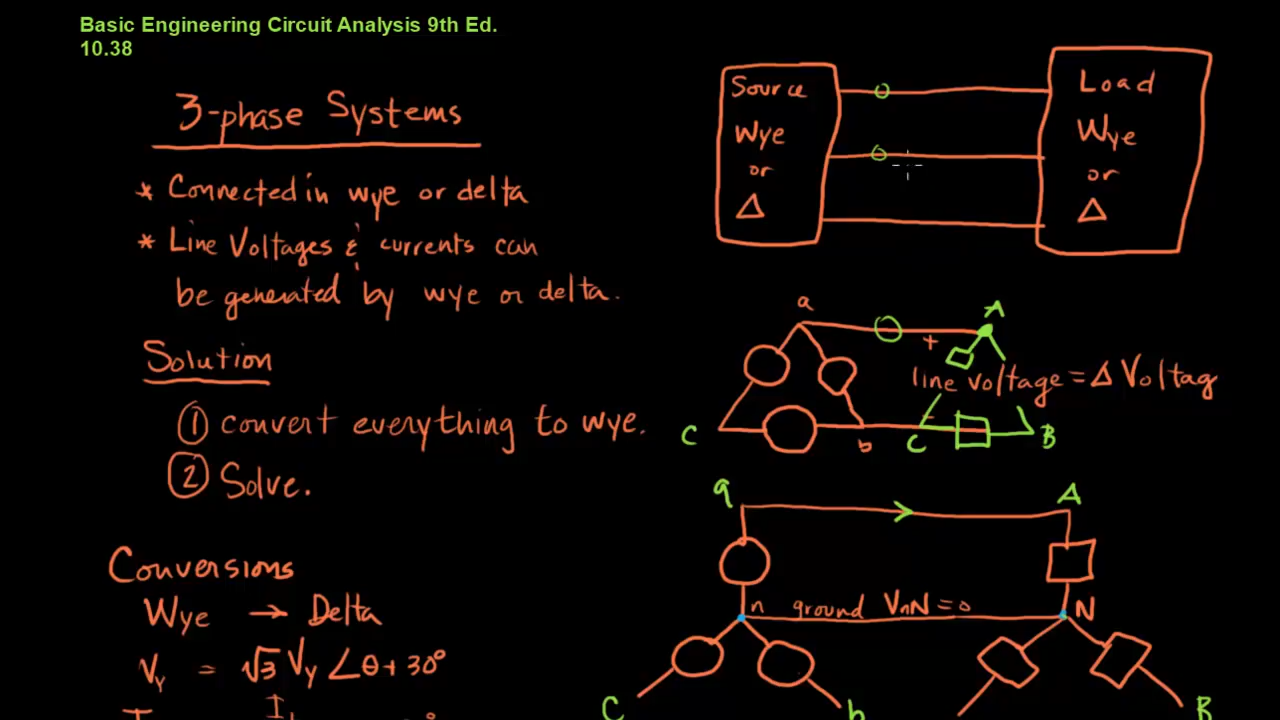 Basic Engineering Circuit Analysis 9th Ed.
10.38
3-phase Systems
* Connected in wye or delta
* Line Voltages & currents can
be generated by wye or delta.
Solution
① convert everything to wye.
② Solve.
Conversions
Wye → Delta
V_Y = √3 V_Y ∠θ+30°
Source
Wye
or
Δ
Load
Wye
or
Δ
a
A
+
line voltage = Δ Voltag
-
C
b
C
B
a
A
n ground VnN=0 N
C
b
B